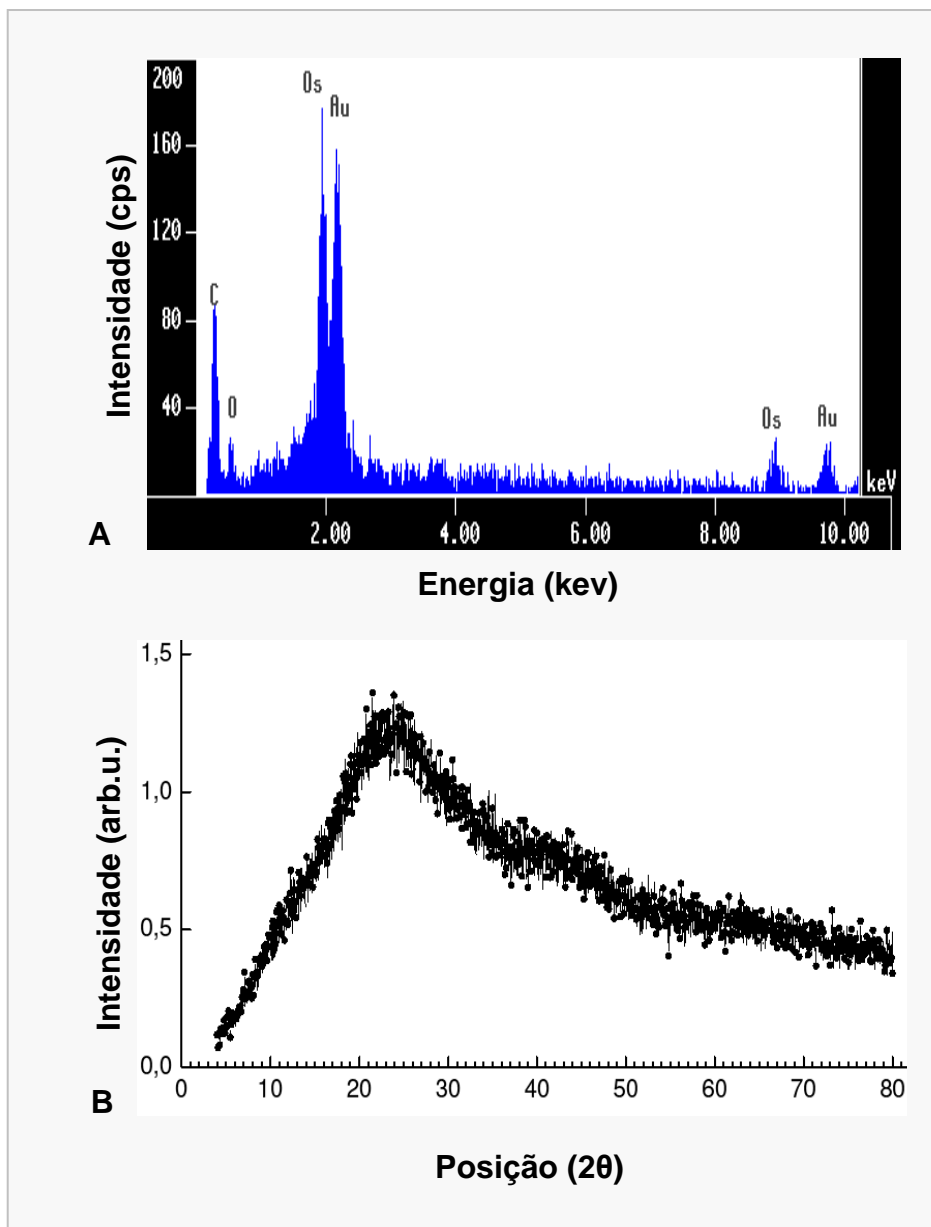 200
Os
Au
160
120
C
80
O
40
Os
Au
keV
Intensidade (cps)
A
2.00 4.00 6.00 8.00 10.00
Energia (kev)
1,5
1,0
0,5
0,0
Intensidade (arb.u.)
B
0 10 20 30 40 50 60 70 80
Posição (2θ)